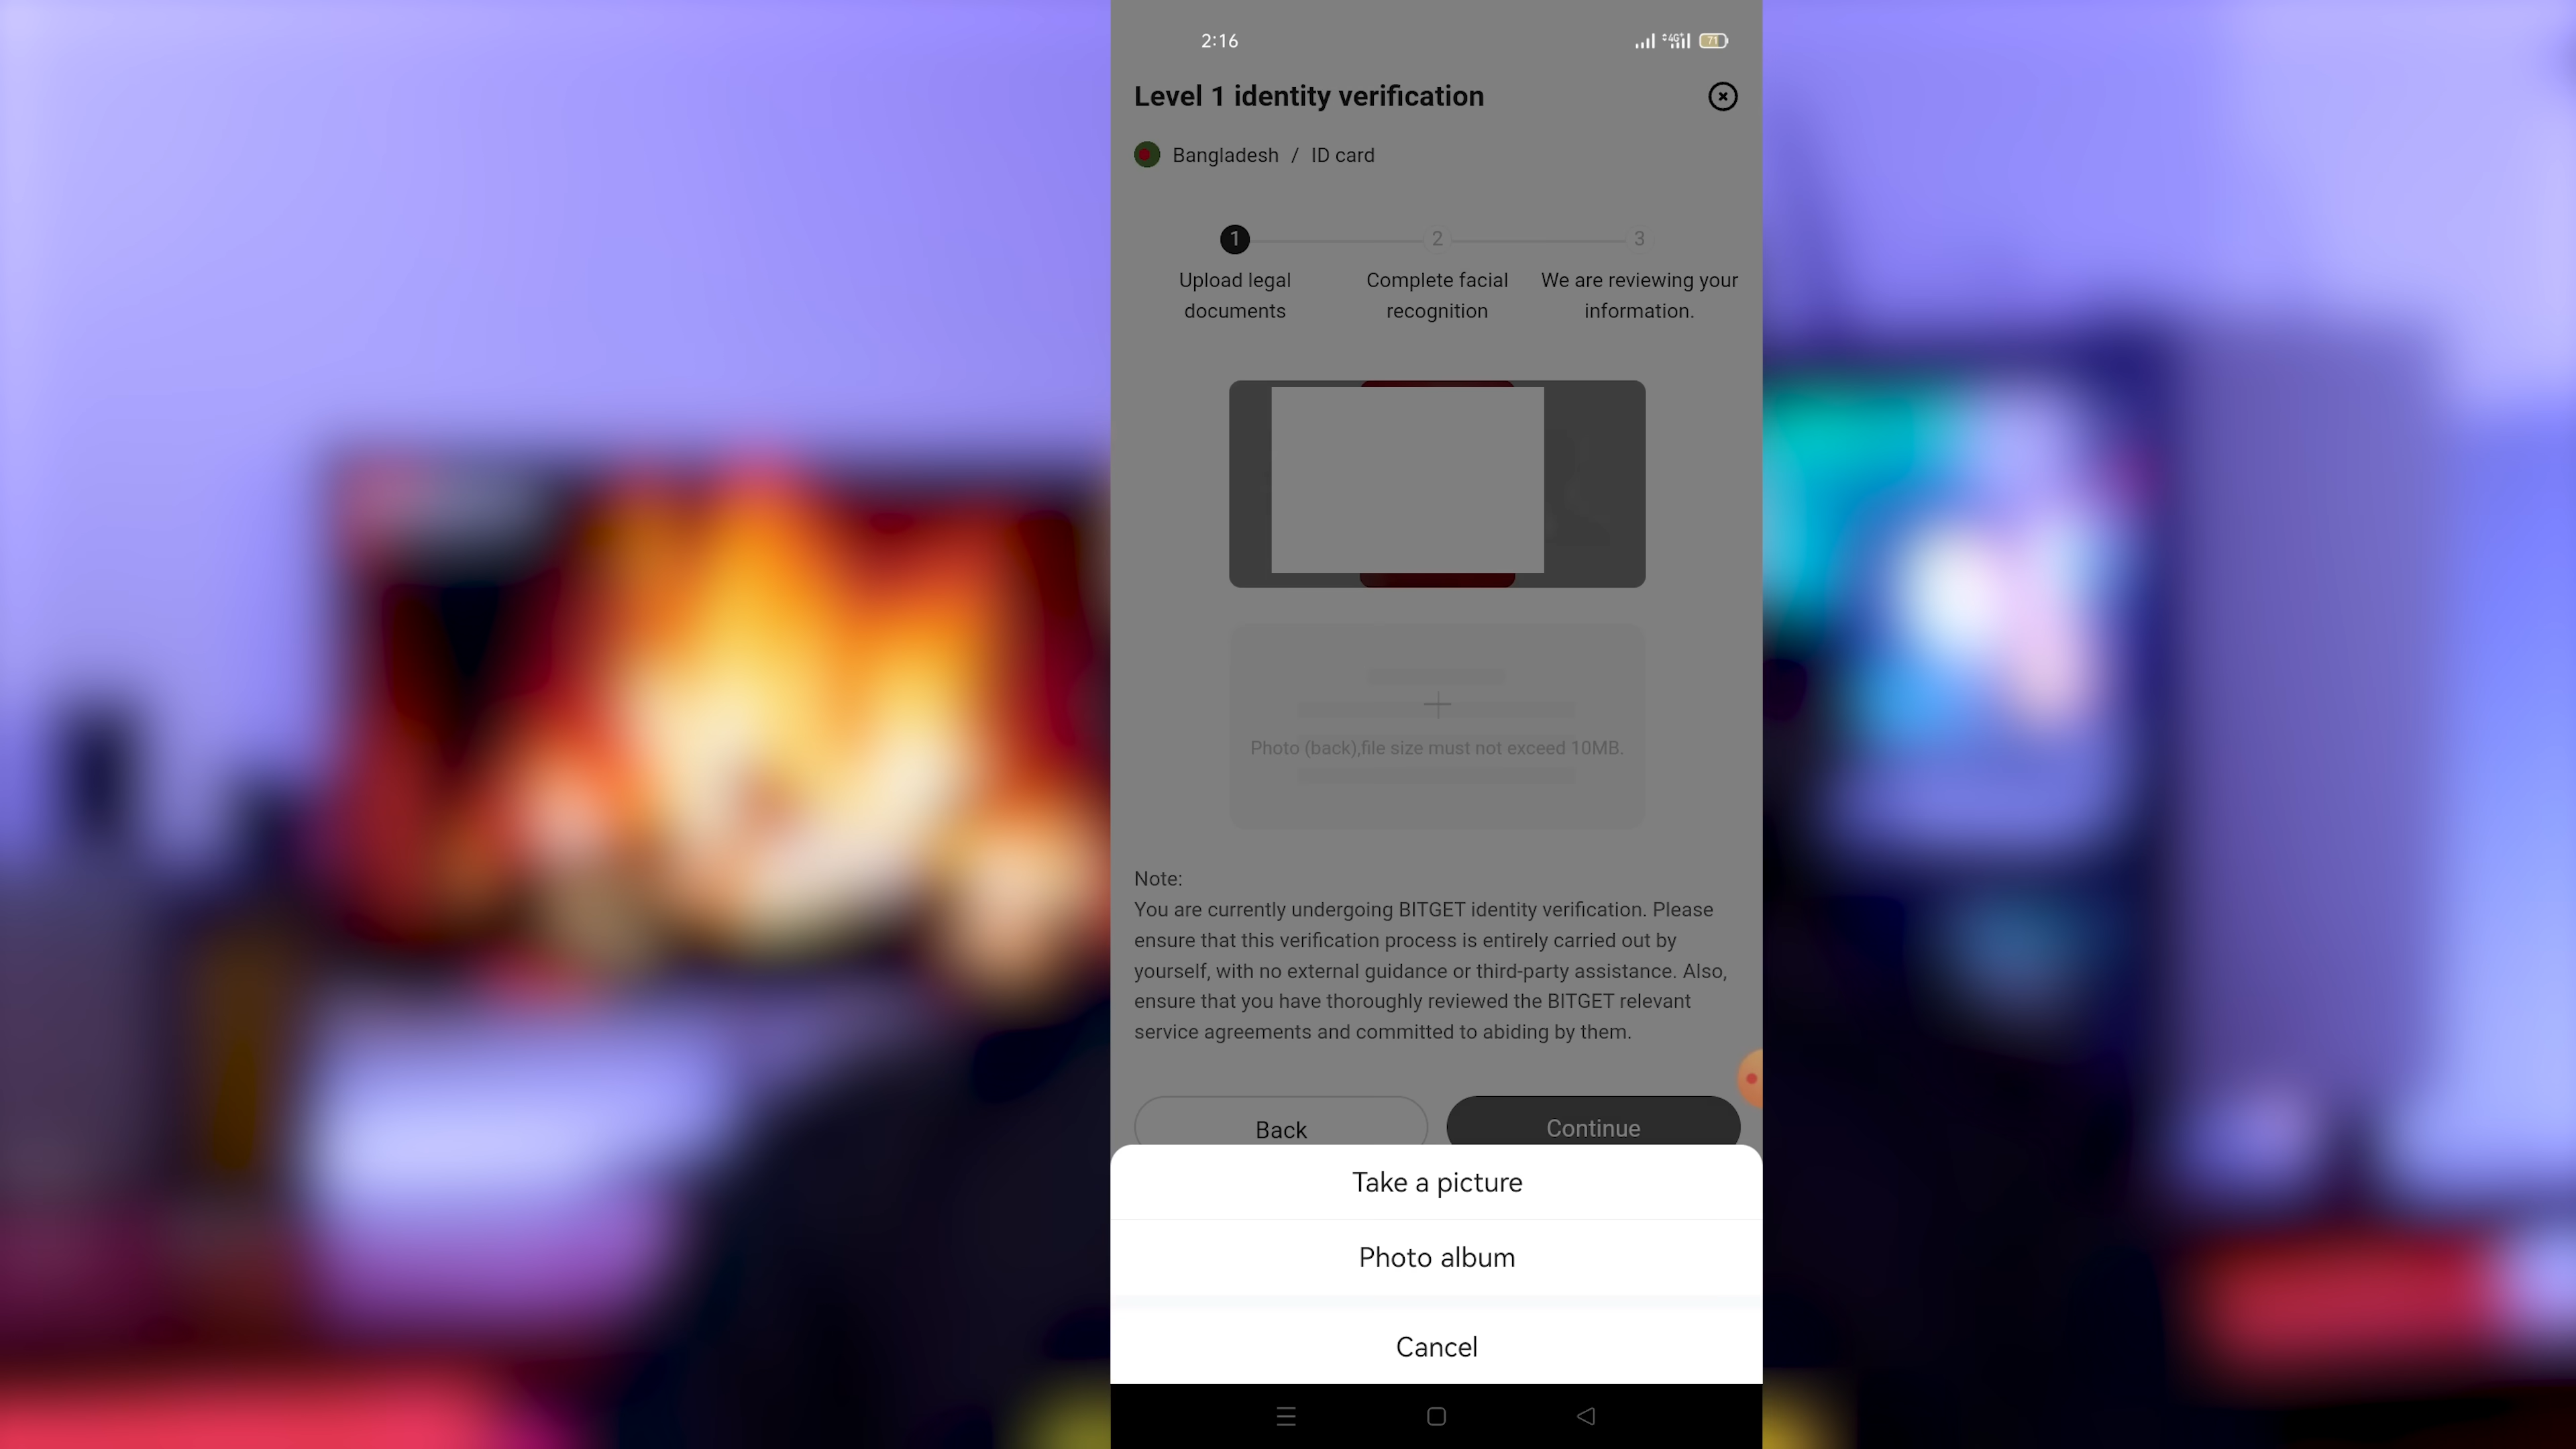 2:16
4G+
71
Level 1 identity verification
Bangladesh / ID card
1
2
3
Upload legal
documents
Complete facial
recognition
We are reviewing your
information.
Photo (back),file size must not exceed 10MB.
Note:
You are currently undergoing BITGET identity verification. Please
ensure that this verification process is entirely carried out by
yourself, with no external guidance or third-party assistance. Also,
ensure that you have thoroughly reviewed the BITGET relevant
service agreements and committed to abiding by them.
Back
Continue
Take a picture
Photo album
Cancel